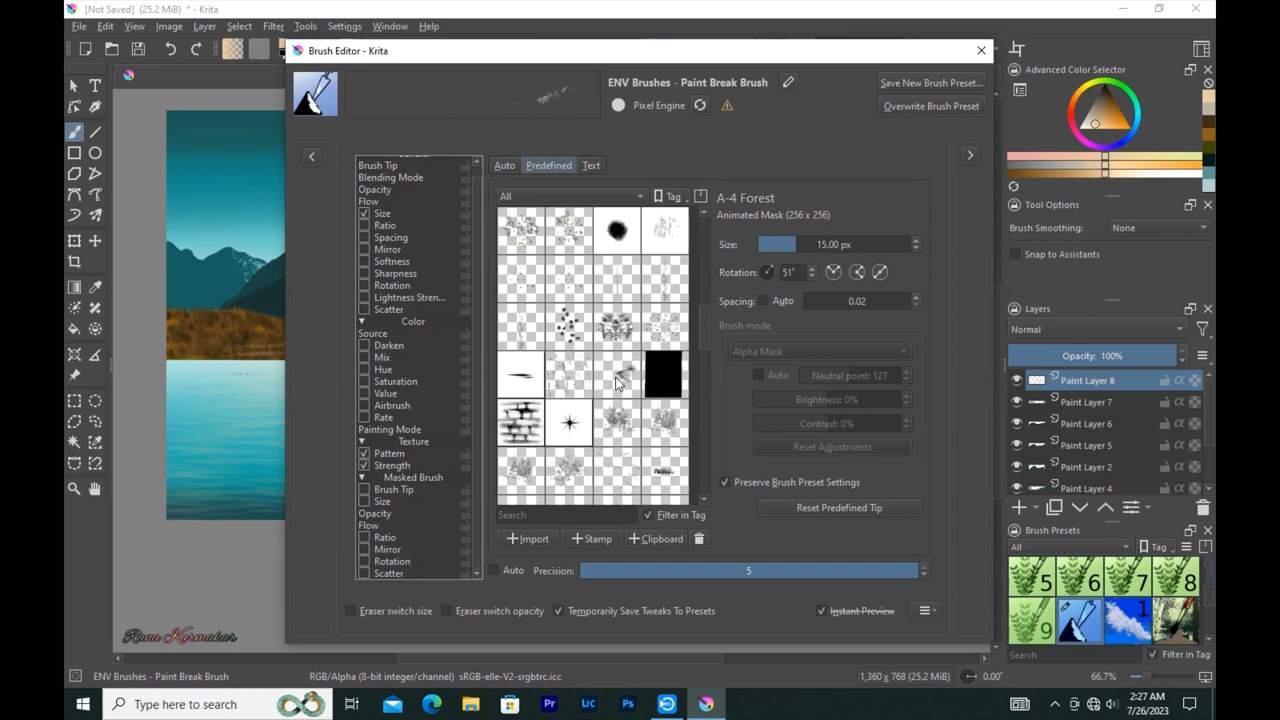 [Not Saved] (25.2 MiB) * - Krita
File Edit View Image Layer Select Filter Tools Settings Window Help
Brush Editor - Krita
ENV Brushes - Paint Break Brush
Pixel Engine
Save New Brush Preset...
Overwrite Brush Preset
Brush Tip
Blending Mode
Opacity
Flow
Size
Ratio
Spacing
Mirror
Softness
Sharpness
Rotation
Lightness Stren...
Scatter
Color
Source
Darken
Mix
Hue
Saturation
Value
Airbrush
Rate
Painting Mode
Texture
Pattern
Strength
Masked Brush
Brush Tip
Size
Opacity
Flow
Ratio
Mirror
Rotation
Scatter
Auto Predefined Text
All Tag
Search Filter in Tag
Import Stamp Clipboard
A-4 Forest
Animated Mask (256 x 256)
Size: 15.00 px
Rotation: 51°
Spacing: Auto 0.02
Brush mode
Alpha Mask
Auto Neutral point: 127
Brightness: 0%
Contrast: 0%
Reset Adjustments
Preserve Brush Preset Settings
Reset Predefined Tip
Auto Precision: 5
Eraser switch size Eraser switch opacity Temporarily Save Tweaks To Presets Instant Preview
Advanced Color Selector
Tool Options
Brush Smoothing: None
Snap to Assistants
Layers
Normal
Opacity: 100%
Paint Layer 8
Paint Layer 7
Paint Layer 6
Paint Layer 5
Paint Layer 2
Paint Layer 4
Brush Presets
All Tag
5 6 7 8
9 1
Search Filter in Tag
Rana Karmakar
ENV Brushes - Paint Break Brush RGB/Alpha (8-bit integer/channel) sRGB-elle-V2-srgbtrc.icc 1,360 x 768 (25.2 MiB) 0.00° 66.7%
Type here to search
Pr Lrc Ps
2:27 AM
7/26/2023